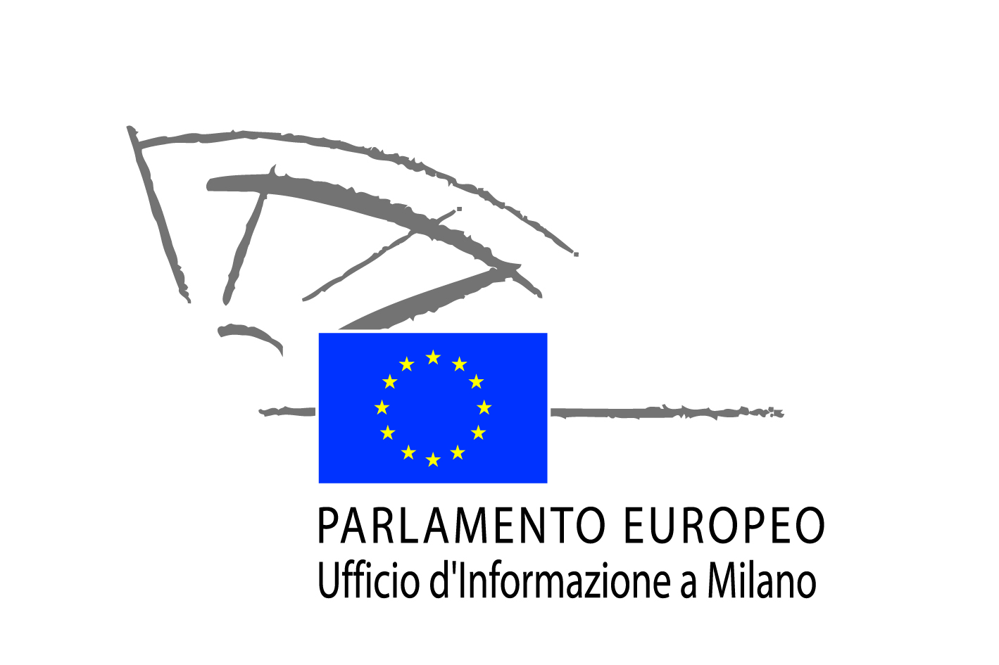 PARLAMENTO EUROPEO
Ufficio d'Informazione a Milano